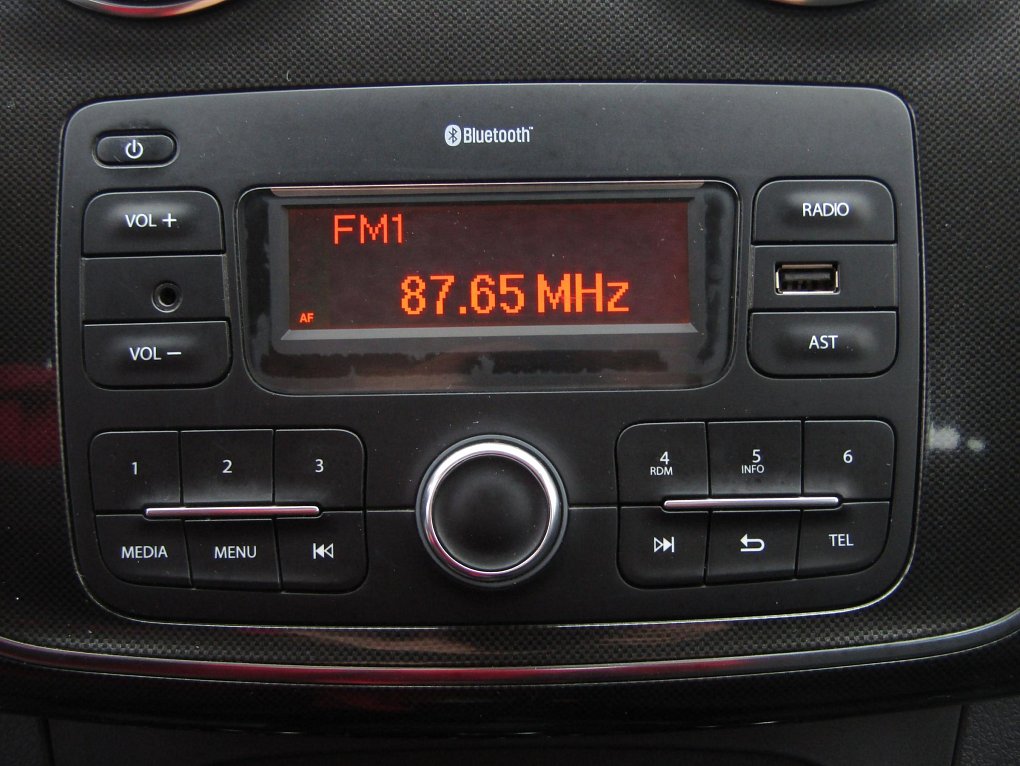 Bluetooth™
VOL +
FM1
RADIO
87.65 MHz
AF
VOL −
AST
1
2
3
4
RDM
5
INFO
6
MEDIA
MENU
TEL